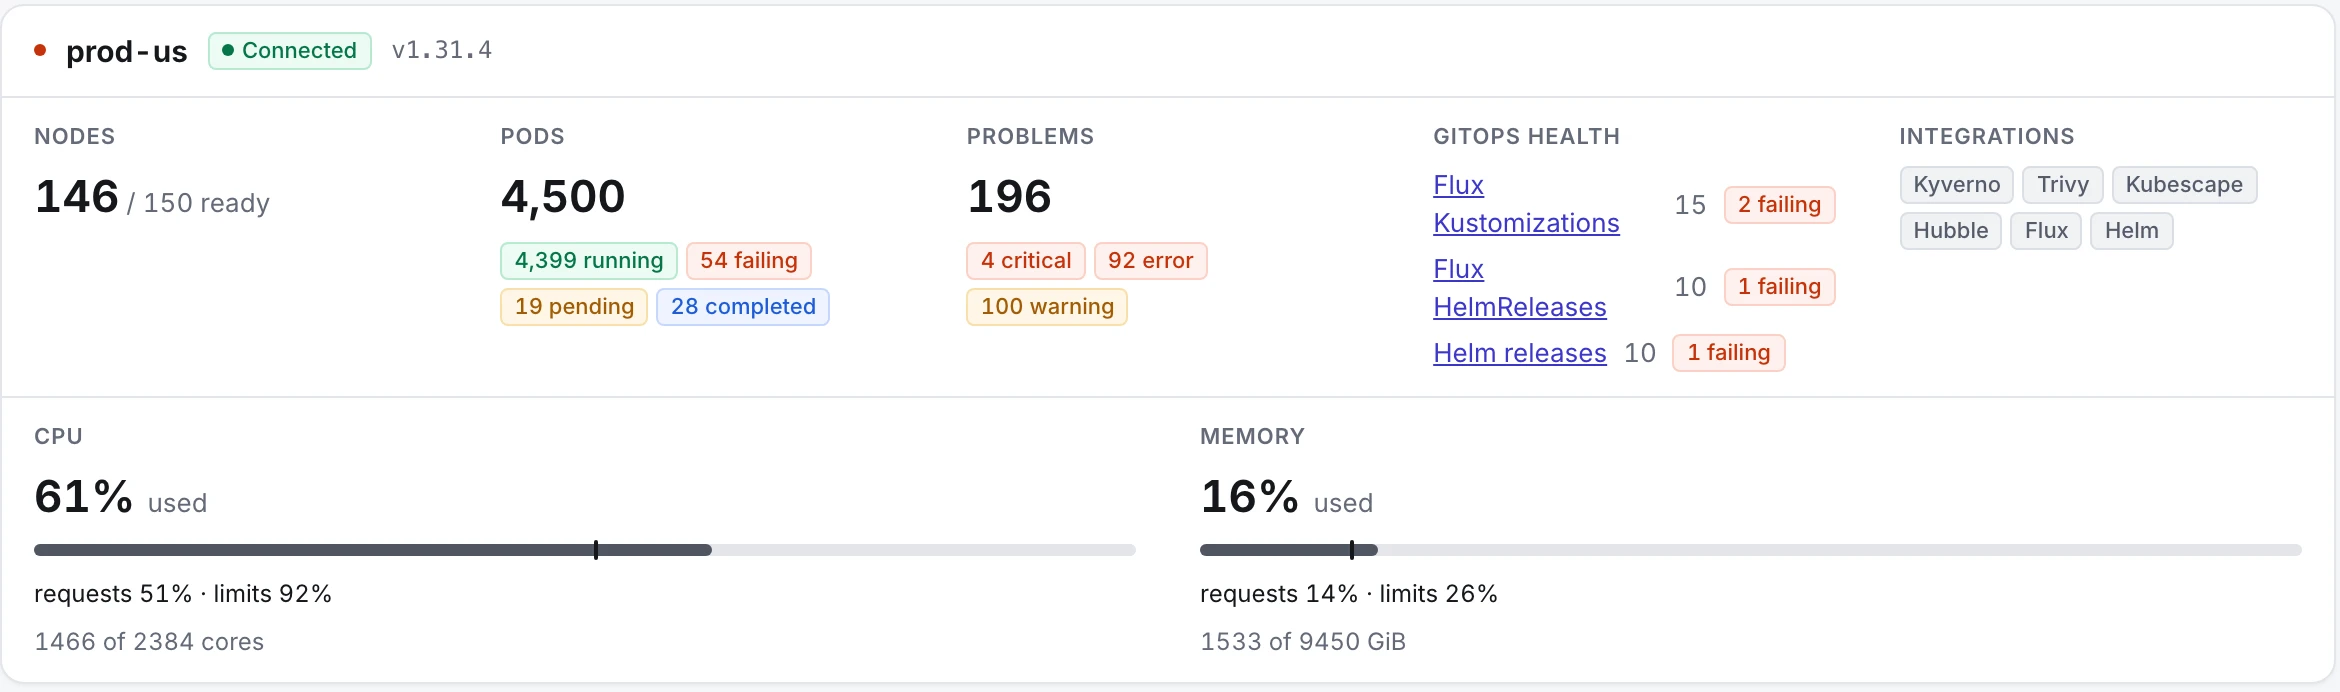 prod-us Connected v1.31.4
NODES
146 / 150 ready
PODS
4,500
4,399 running 54 failing
19 pending 28 completed
PROBLEMS
196
4 critical 92 error
100 warning
GITOPS HEALTH
Flux
Kustomizations 15 2 failing
Flux
HelmReleases 10 1 failing
Helm releases 10 1 failing
INTEGRATIONS
Kyverno Trivy Kubescape
Hubble Flux Helm
CPU
61% used
requests 51% · limits 92%
1466 of 2384 cores
MEMORY
16% used
requests 14% · limits 26%
1533 of 9450 GiB